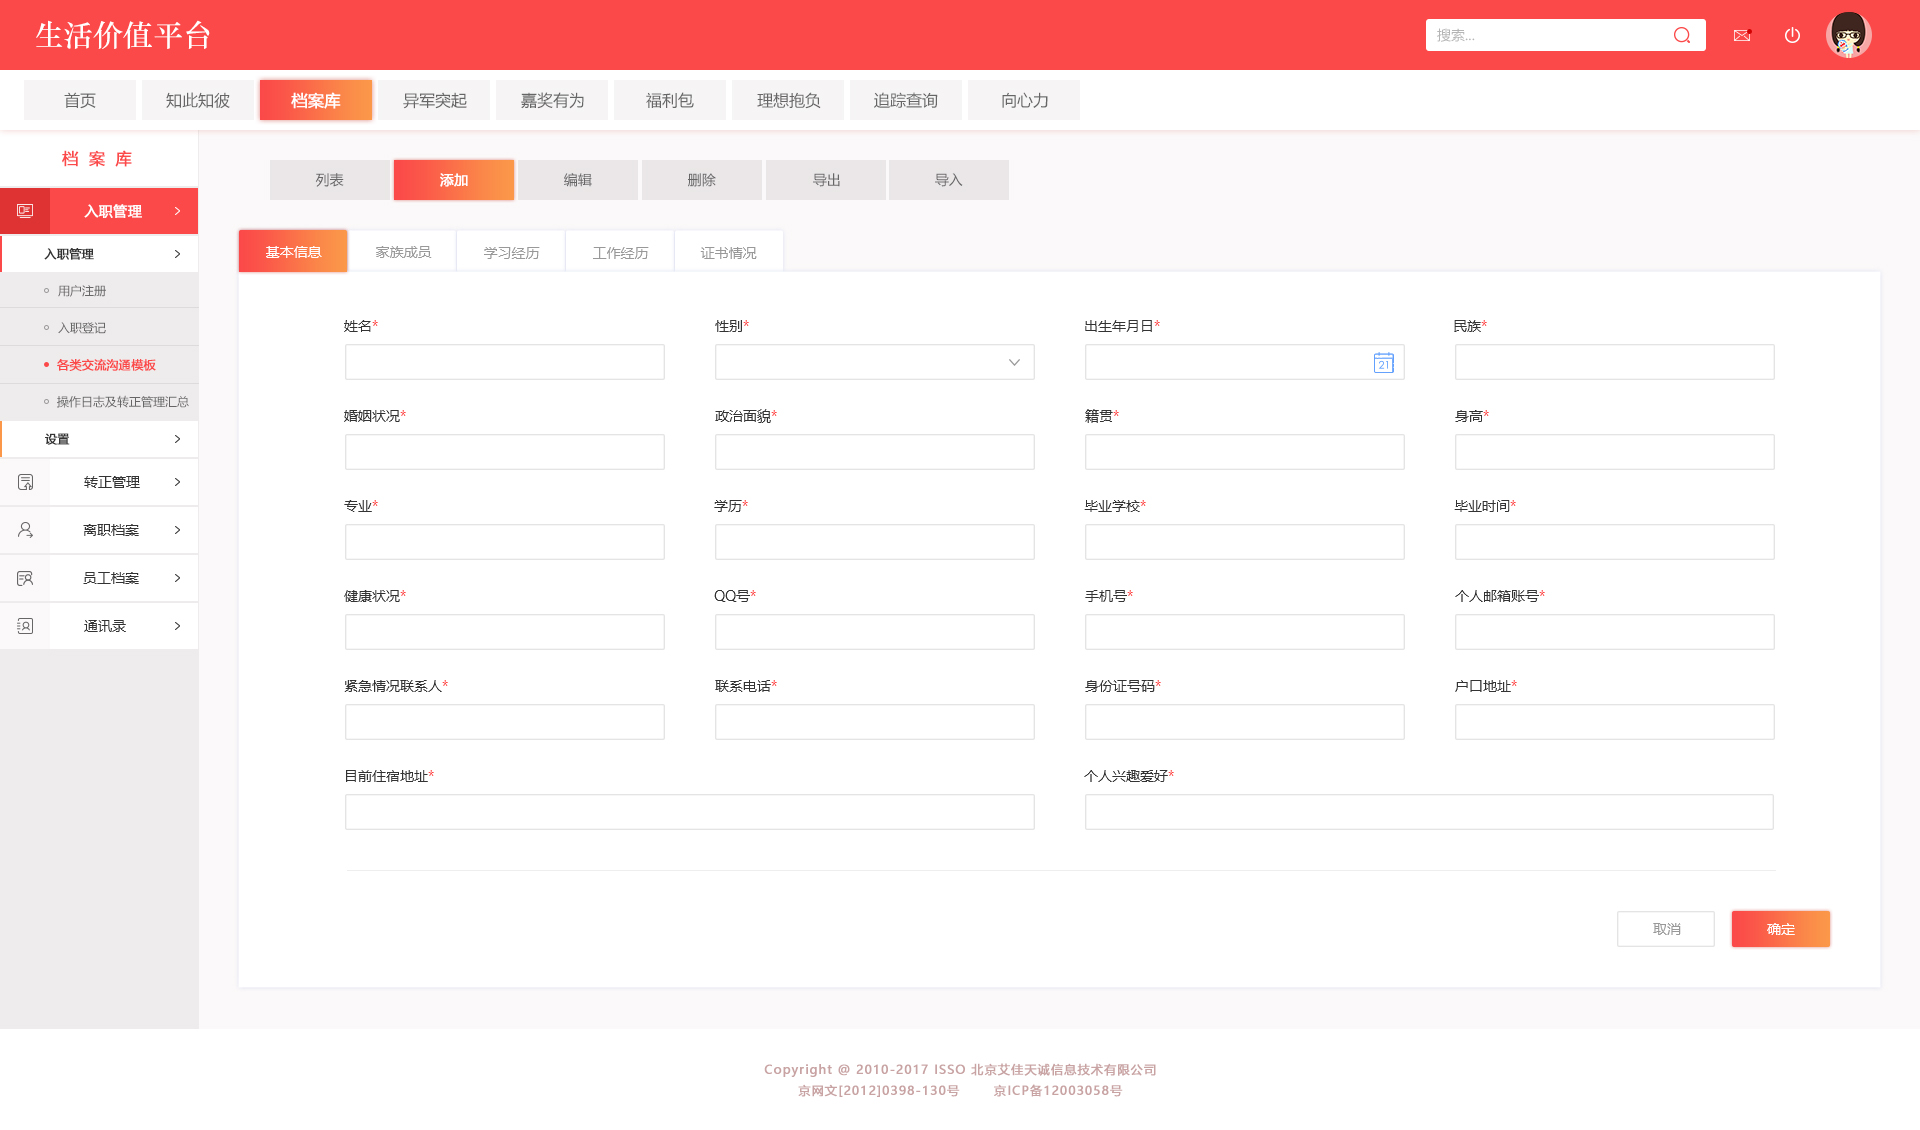 生活价值平台
搜索...
首页 知此知彼 档案库 异军突起 嘉奖有为 福利包 理想抱负 追踪查询 向心力
档案库
列表 添加 编辑 删除 导出 导入
入职管理
入职管理
用户注册
入职登记
各类交流沟通模板
操作日志及转正管理汇总
设置
转正管理
离职档案
员工档案
通讯录
基本信息 家族成员 学习经历 工作经历 证书情况
姓名* 性别* 出生年月日* 民族*
21
婚姻状况* 政治面貌* 籍贯* 身高*
专业* 学历* 毕业学校* 毕业时间*
健康状况* QQ号* 手机号* 个人邮箱账号*
紧急情况联系人* 联系电话* 身份证号码* 户口地址*
目前住宿地址* 个人兴趣爱好*
取消 确定
Copyright @ 2010-2017 ISSO 北京艾佳天诚信息技术有限公司
京网文[2012]0398-130号 京ICP备12003058号